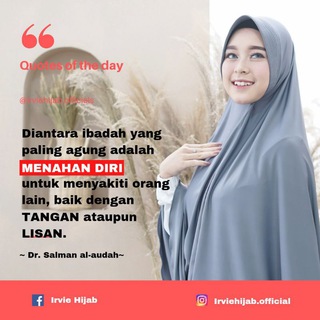 Quotes of the day
Diantara ibadah yang
paling agung adalah
MENAHAN DIRI
untuk menyakiti orang
lain, baik dengan
TANGAN ataupun
LISAN.
~ Dr. Salman al-audah~
Irvie Hijab
Irviehijab.official